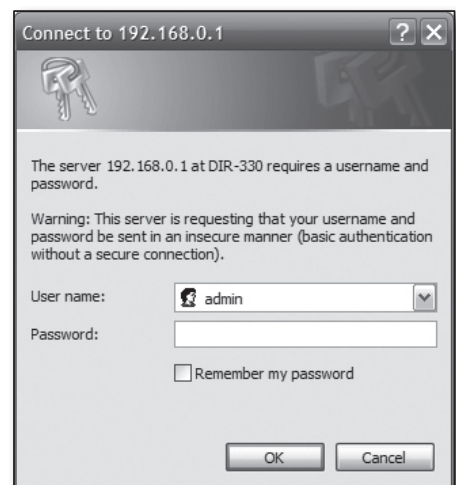 Connect to 192.168.0.1
The server 192.168.0.1 at DIR-330 requires a username and
password.
Warning: This server is requesting that your username and
password be sent in an insecure manner (basic authentication
without a secure connection).
User name:
admin
Password:
Remember my password
OK
Cancel